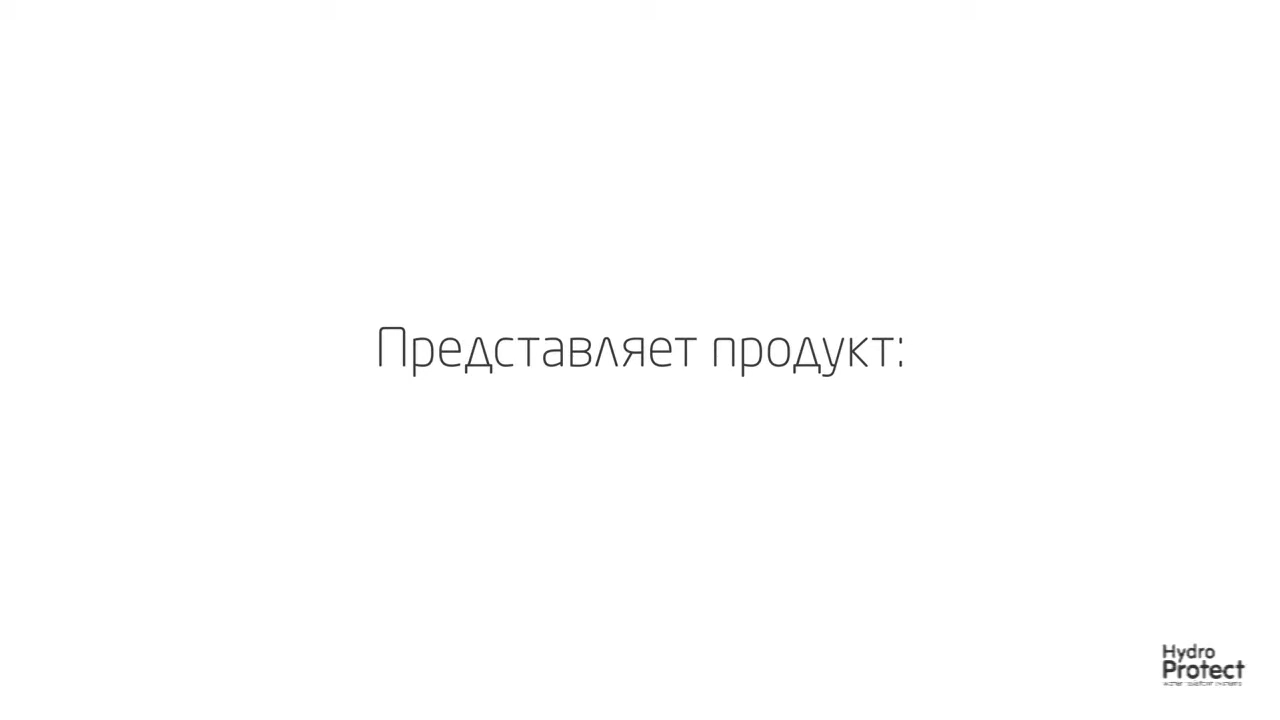 Представляет продукт:
Hydro
Protect